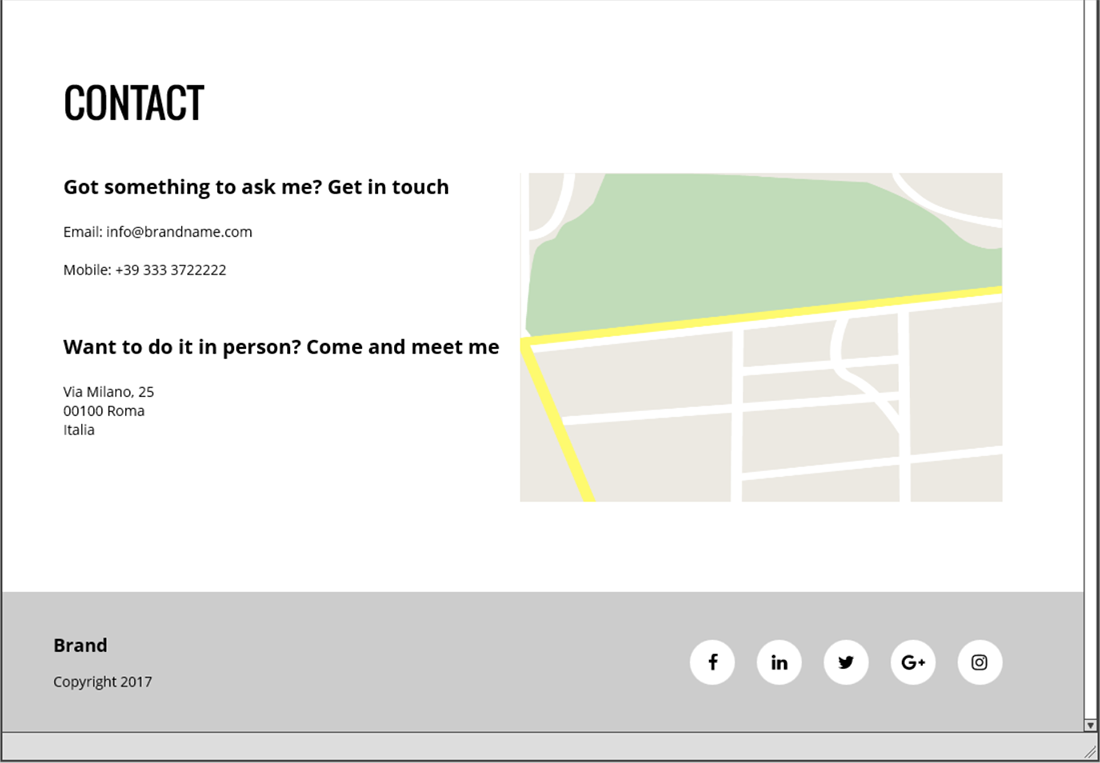 CONTACT
Got something to ask me? Get in touch
Email: info@brandname.com
Mobile: +39 333 3722222
Want to do it in person? Come and meet me
Via Milano, 25
00100 Roma
Italia
Brand
Copyright 2017